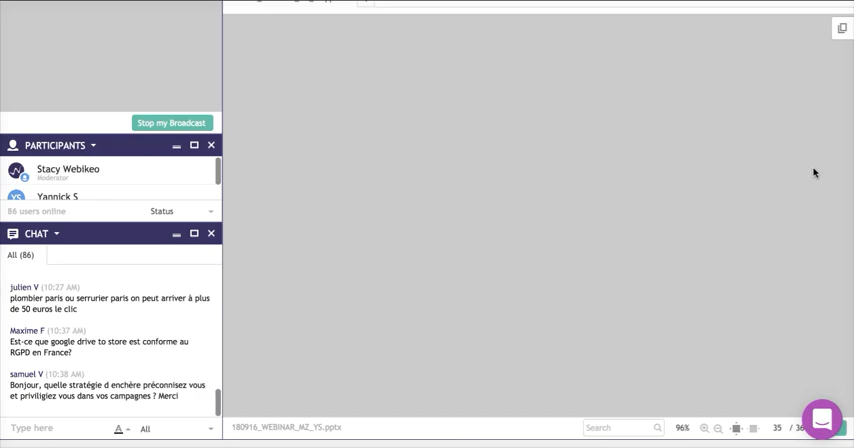 Stop my Broadcast
PARTICIPANTS
Stacy Webikeo
Moderator
YS Yannick S
86 users online Status
CHAT
All (86)
julien V (10:27 AM)
plombier paris ou serrurier paris on peut arriver à plus
de 50 euros le clic
Maxime F (10:37 AM)
Est-ce que google drive to store est conforme au
RGPD en France?
samuel V (10:38 AM)
Bonjour, quelle stratégie d enchère préconnisez vous
et priviligiez vous dans vos campagnes ? Merci
Type here A All
180916_WEBINAR_MZ_YS.pptx Search 96% 35 / 36